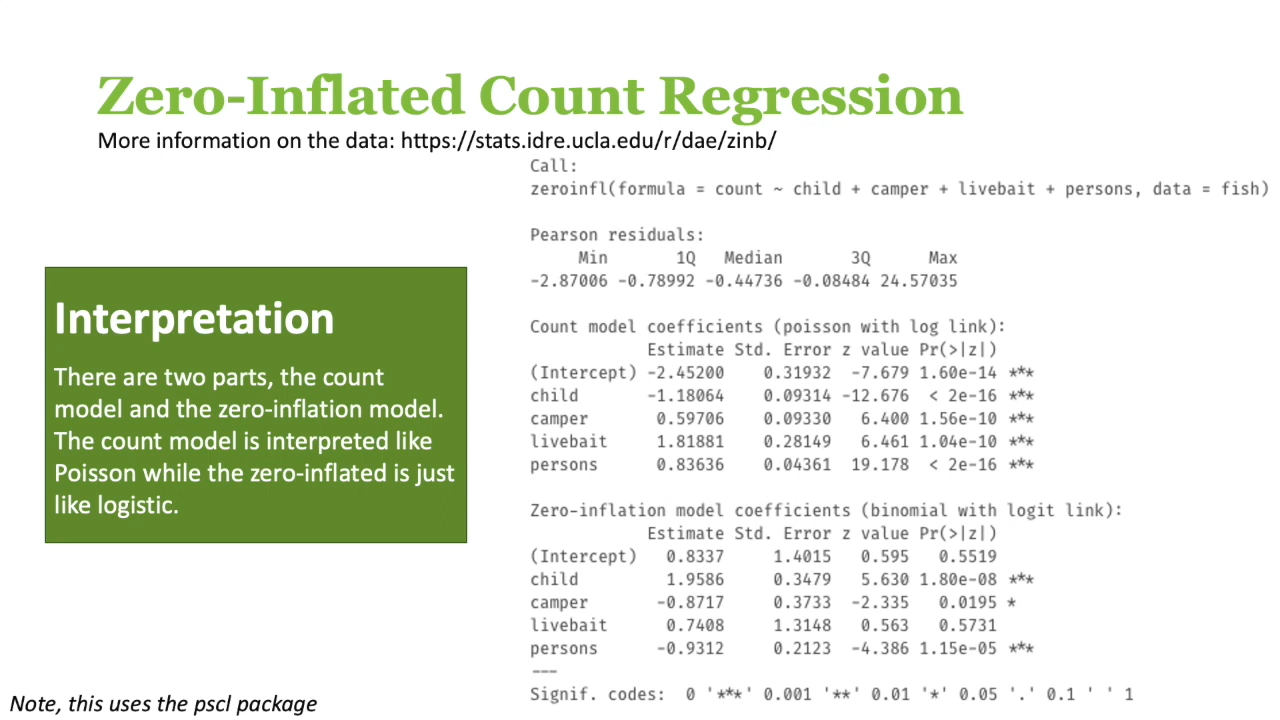 Zero-Inflated Count Regression
More information on the data: https://stats.idre.ucla.edu/r/dae/zinb/
Call:
zeroinfl(formula = count ~ child + camper + livebait + persons, data = fish)
Pearson residuals:
Min 1Q Median 3Q Max
-2.87006 -0.78992 -0.44736 -0.08484 24.57035
Count model coefficients (poisson with log link):
Estimate Std. Error z value Pr(>|z|)
(Intercept) -2.45200 0.31932 -7.679 1.60e-14 ***
child -1.18064 0.09314 -12.676 < 2e-16 ***
camper 0.59706 0.09330 6.400 1.56e-10 ***
livebait 1.81881 0.28149 6.461 1.04e-10 ***
persons 0.83636 0.04361 19.178 < 2e-16 ***
Zero-inflation model coefficients (binomial with logit link):
Estimate Std. Error z value Pr(>|z|)
(Intercept) 0.8337 1.4015 0.595 0.5519
child 1.9586 0.3479 5.630 1.80e-08 ***
camper -0.8717 0.3733 -2.335 0.0195 *
livebait 0.7408 1.3148 0.563 0.5731
persons -0.9312 0.2123 -4.386 1.15e-05 ***
---
Signif. codes: 0 '***' 0.001 '**' 0.01 '*' 0.05 '.' 0.1 ' ' 1
Interpretation
There are two parts, the count
model and the zero-inflation model.
The count model is interpreted like
Poisson while the zero-inflated is just
like logistic.
Note, this uses the pscl package